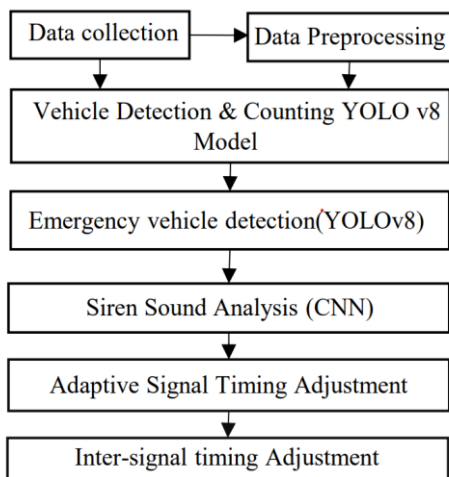 Data collection
Data Preprocessing
Vehicle Detection & Counting YOLO v8
Model
Emergency vehicle detection(YOLOv8)
Siren Sound Analysis (CNN)
Adaptive Signal Timing Adjustment
Inter-signal timing Adjustment